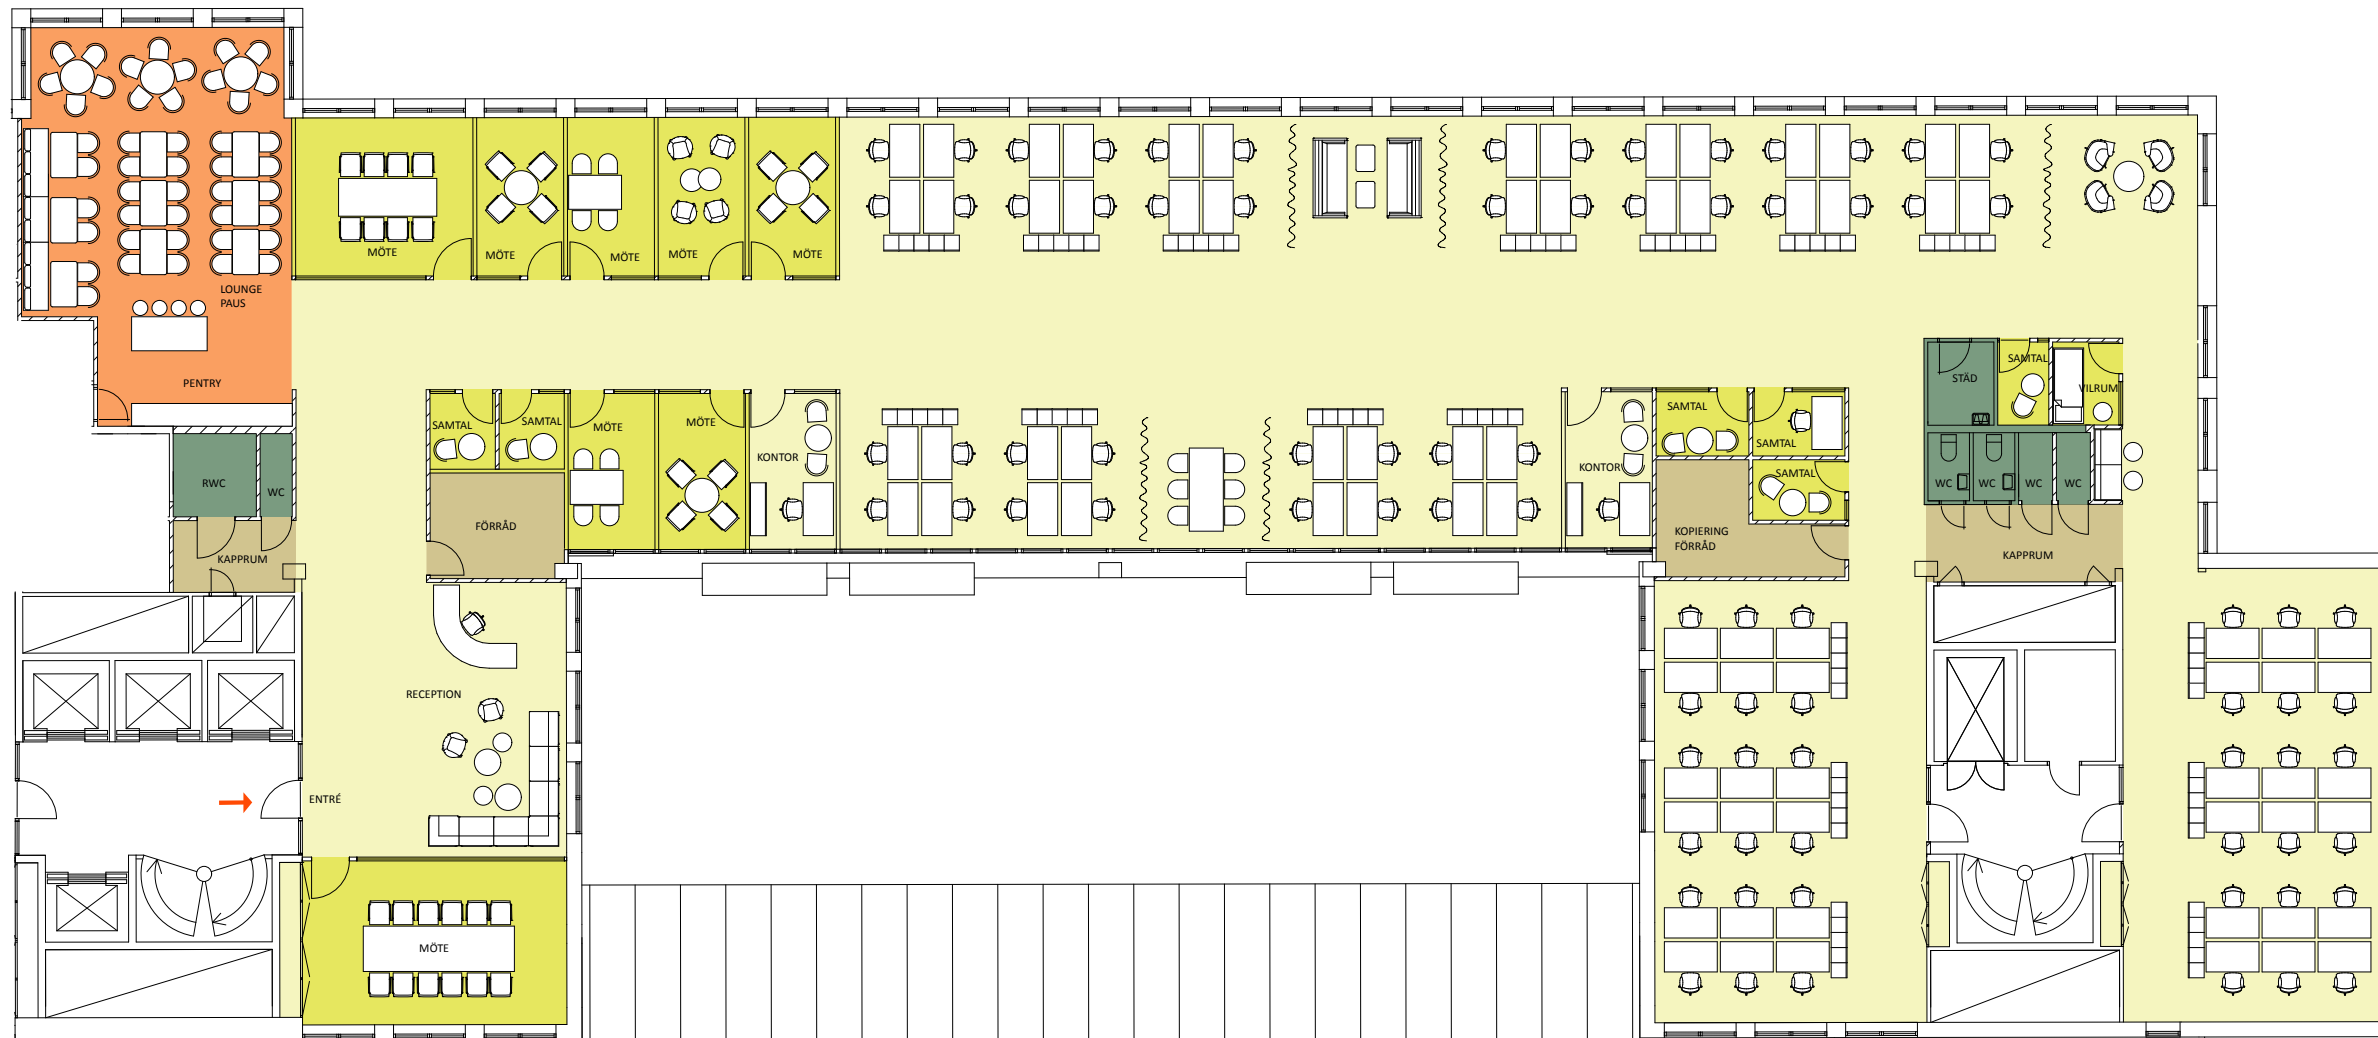 MÖTE
MÖTE
MÖTE
MÖTE
MÖTE
LOUNGE
PAUS
PENTRY
STÄD
SAMTAL
VILRUM
SAMTAL
SAMTAL
MÖTE
MÖTE
KONTOR
KONTOR
SAMTAL
SAMTAL
SAMTAL
RWC
WC
WC
WC
WC
WC
FÖRRÅD
KOPIERING
FÖRRÅD
KAPPRUM
KAPPRUM
RECEPTION
ENTRÉ
MÖTE